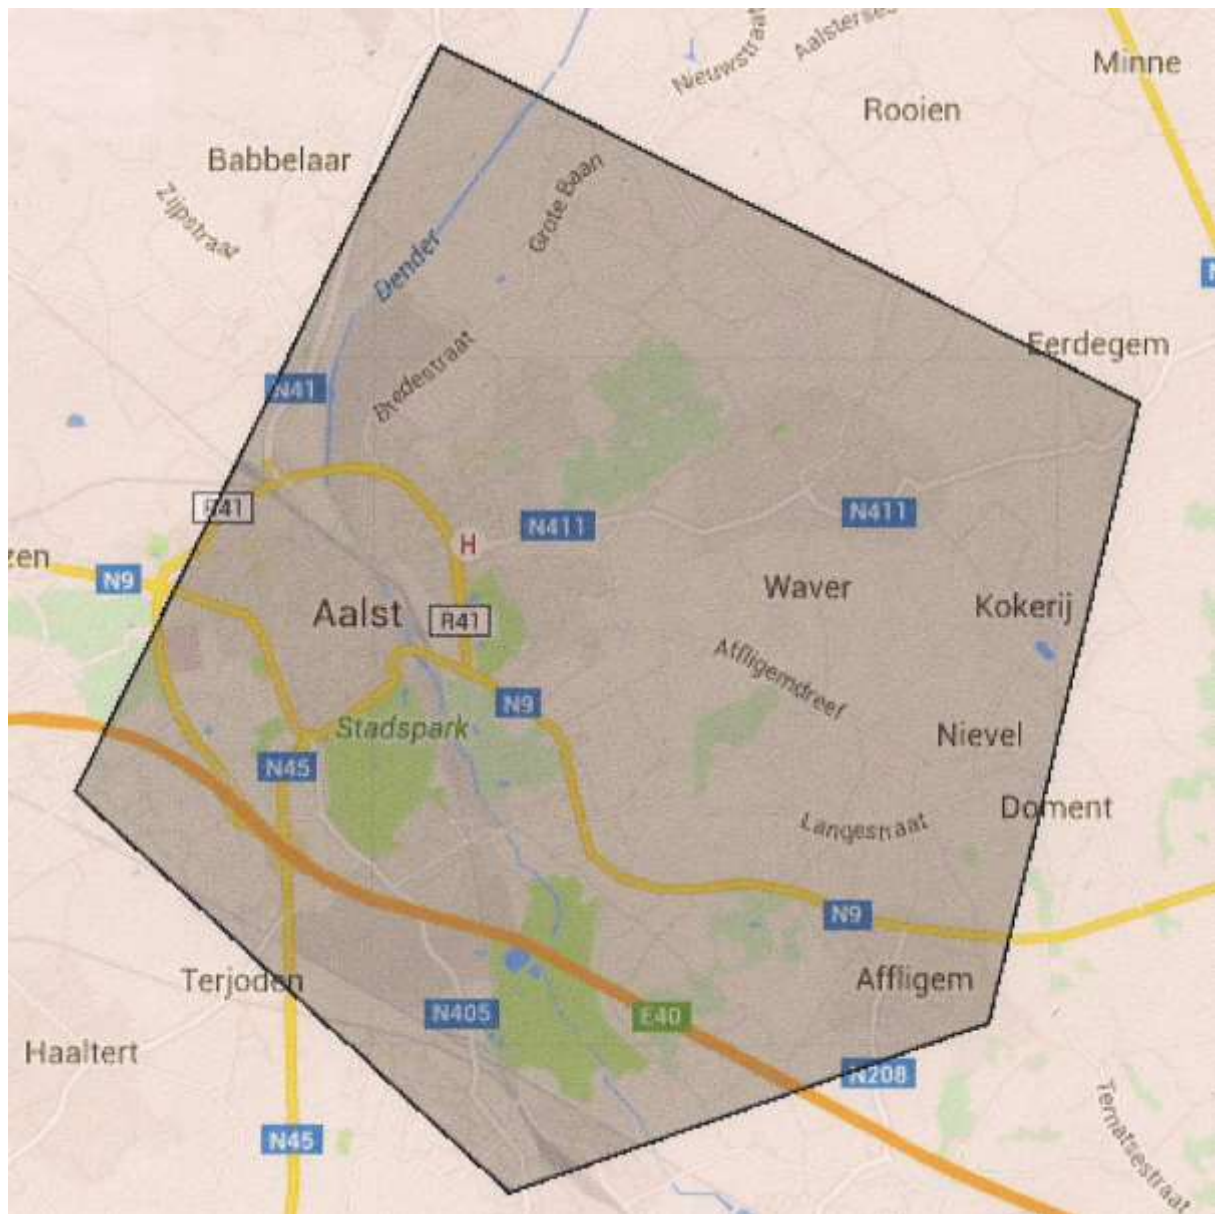 Minne
Aalsterse
Nieuwstraat
Rooien
Babbelaar
Grote Baan
Zijpstraat
Dender
Eerdegem
Bredestraat
N41
R41
N411
N411
H
zen
N9
Waver
Kokerij
Aalst
R41
Affligemdreef
N9
Stadspark
Nievel
N45
Doment
Langestraat
N9
Terjoden
Affligem
N405
E40
Haaltert
N208
N45
Ternatsestraat